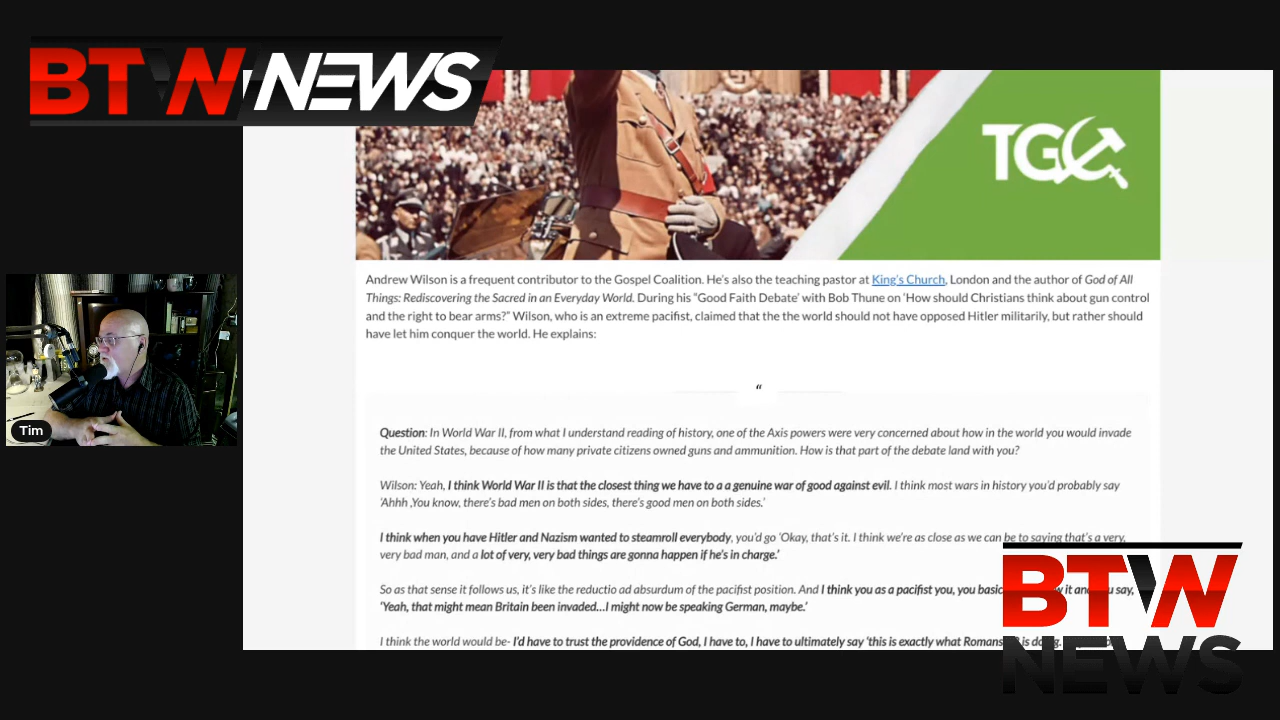 BTW NEWS
TGC
Andrew Wilson is a frequent contributor to the Gospel Coalition. He's also the teaching pastor at King's Church, London and the author of God of All
Things: Rediscovering the Sacred in an Everyday World. During his "Good Faith Debate' with Bob Thune on 'How should Christians think about gun control
and the right to bear arms?" Wilson, who is an extreme pacifist, claimed that the the world should not have opposed Hitler militarily, but rather should
have let him conquer the world. He explains:
"
Question: In World War II, from what I understand reading of history, one of the Axis powers were very concerned about how in the world you would invade
the United States, because of how many private citizens owned guns and ammunition. How is that part of the debate land with you?
Wilson: Yeah, I think World War II is that the closest thing we have to a a genuine war of good against evil. I think most wars in history you'd probably say
'Ahhh ,You know, there's bad men on both sides, there's good men on both sides.'
I think when you have Hitler and Nazism wanted to steamroll everybody, you'd go 'Okay, that's it. I think we're as close as we can be to saying that's a very,
very bad man, and a lot of very, very bad things are gonna happen if he's in charge.'
So as that sense it follows us, it's like the reductio ad absurdum of the pacifist position. And I think you as a pacifist you, you say,
'Yeah, that might mean Britain been invaded...I might now be speaking German, maybe.'
I think the world would be- I'd have to trust the providence of God, I have to, I have to ultimately say 'this is exactly what Romans is doing.
Tim
BTW
NEWS